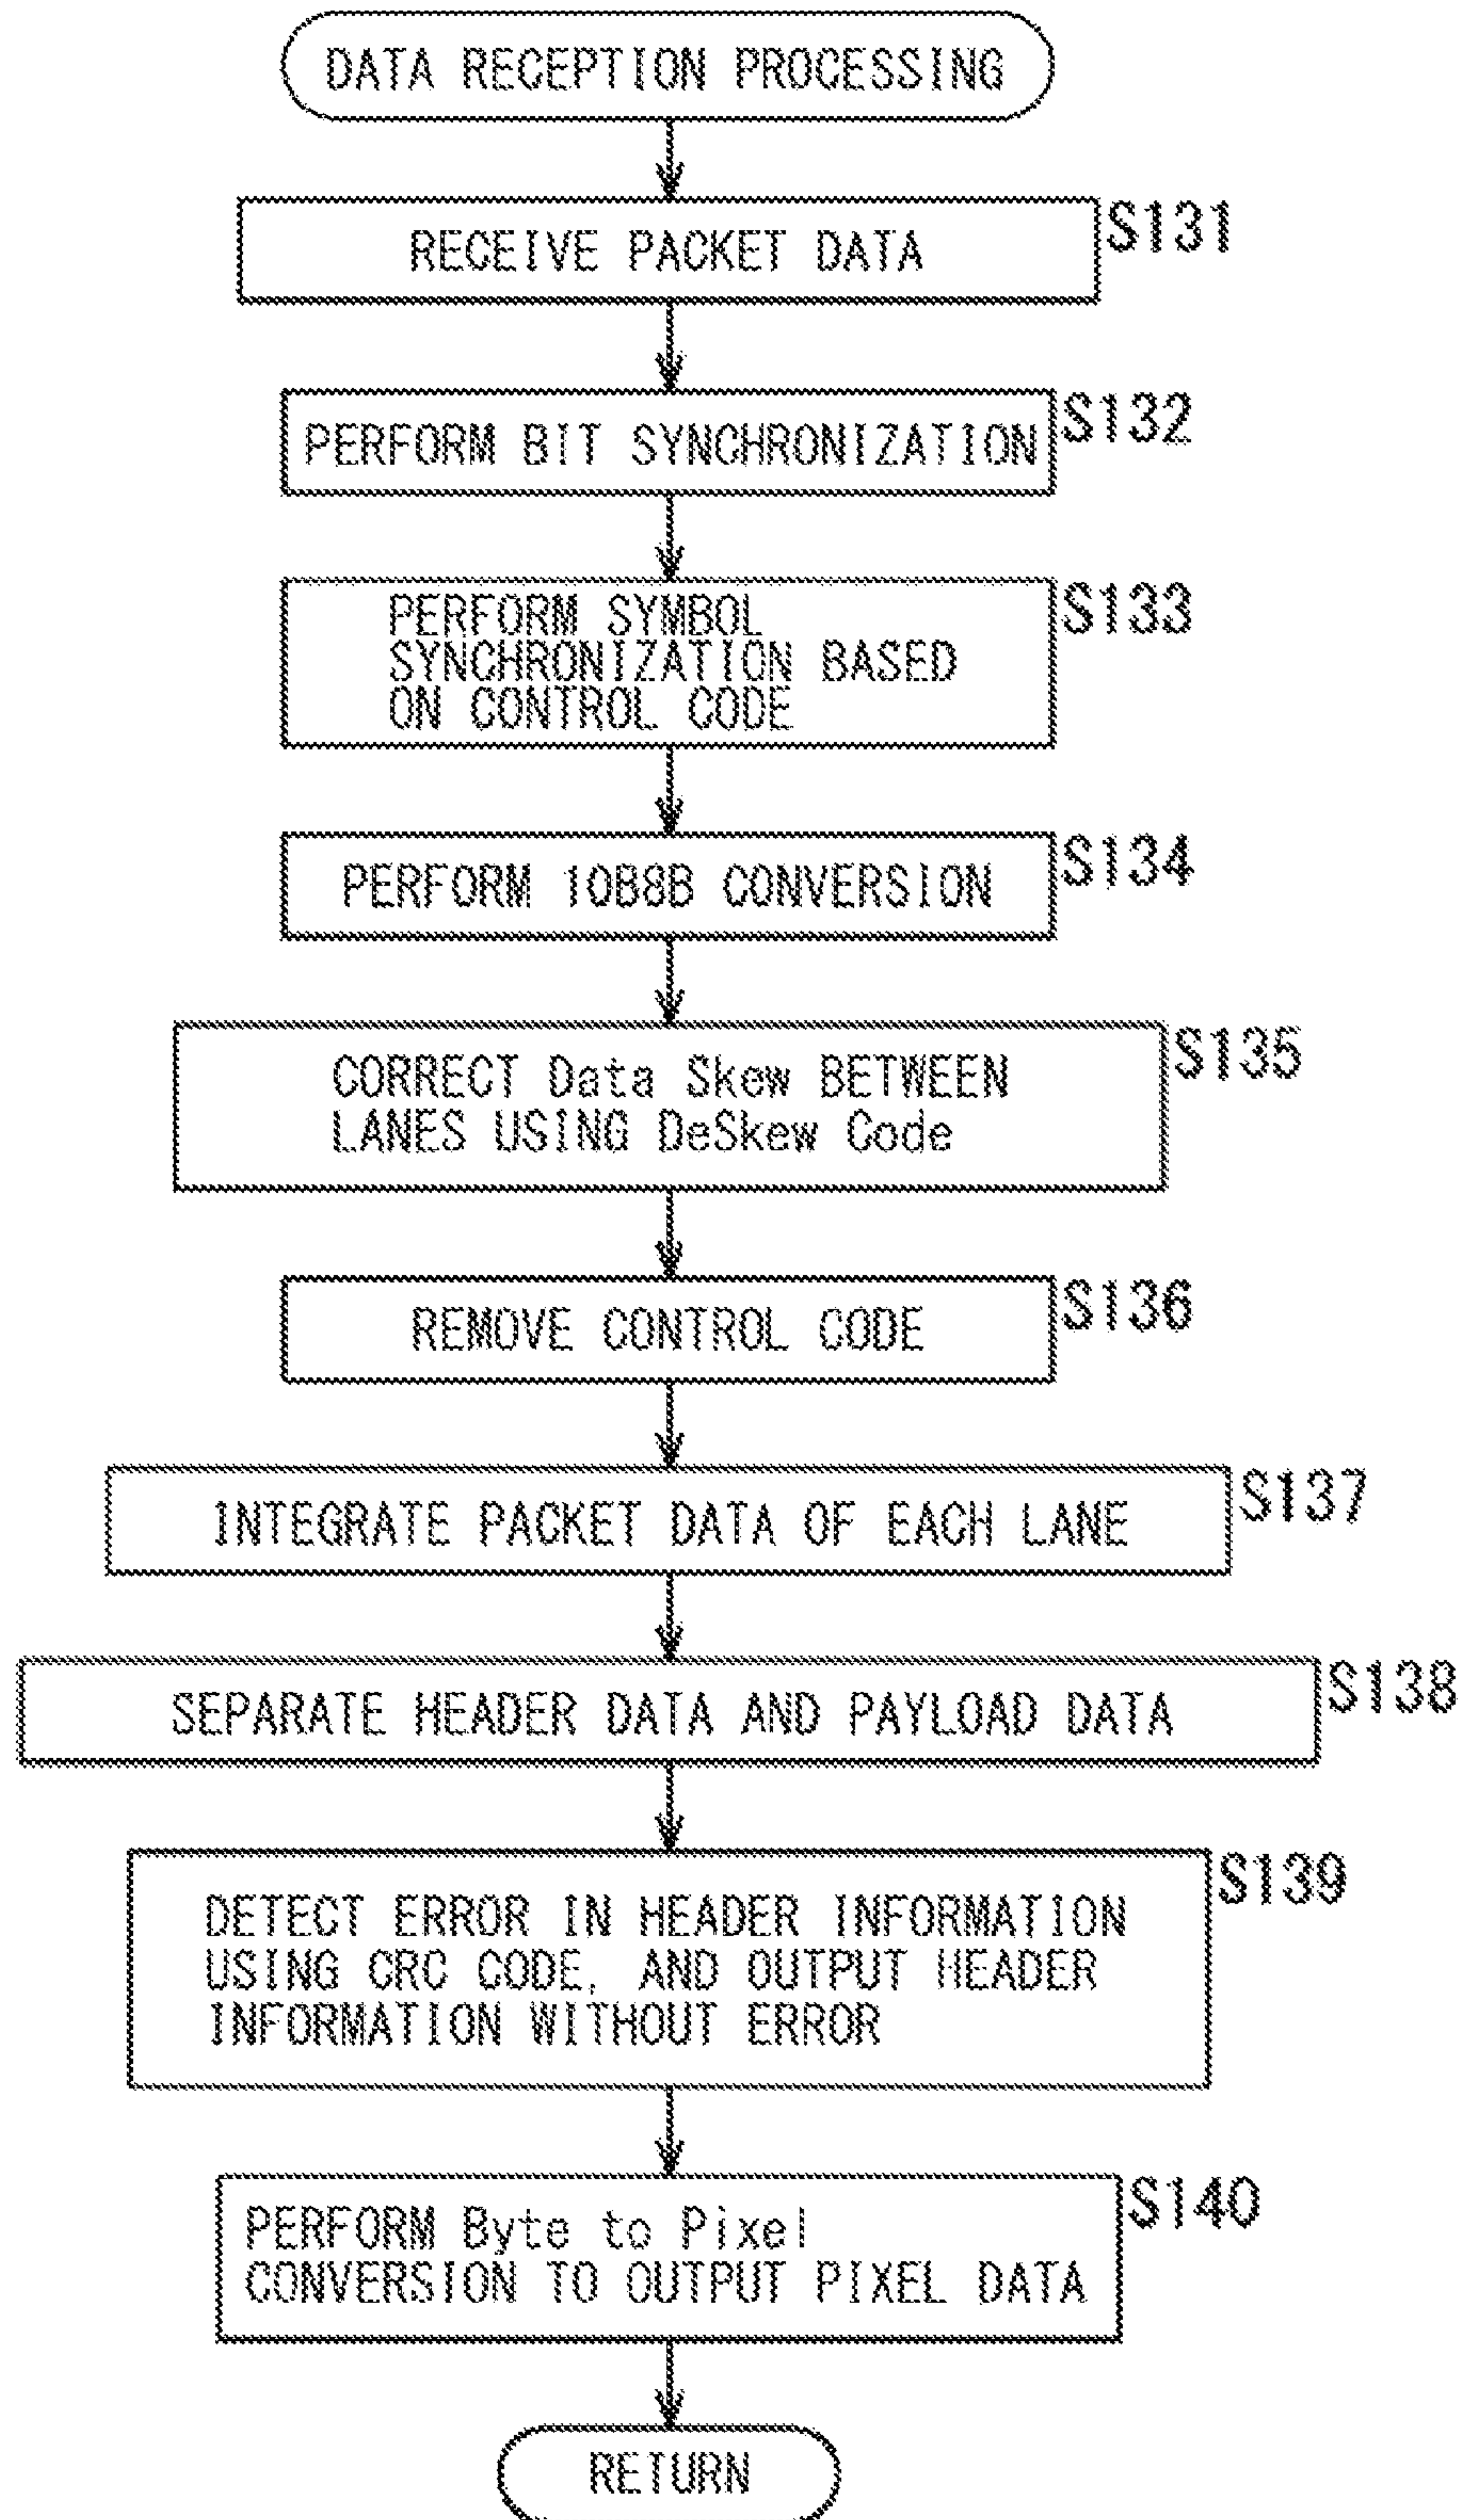 DATA RECEPTION PROCESSING
RECEIVE PACKET DATA
S131
PERFORM BIT SYNCHRONIZATION
S132
PERFORM SYMBOL
SYNCHRONIZATION BASED
ON CONTROL CODE
S133
PERFORM 10B8B CONVERSION
S134
CORRECT Data Skew BETWEEN
LANES USING DeSkew Code
S135
REMOVE CONTROL CODE
S136
INTEGRATE PACKET DATA OF EACH LANE
S137
SEPARATE HEADER DATA AND PAYLOAD DATA
S138
DETECT ERROR IN HEADER INFORMATION
USING CRC CODE, AND OUTPUT HEADER
INFORMATION WITHOUT ERROR
S139
PERFORM Byte to Pixel
CONVERSION TO OUTPUT PIXEL DATA
S140
RETURN